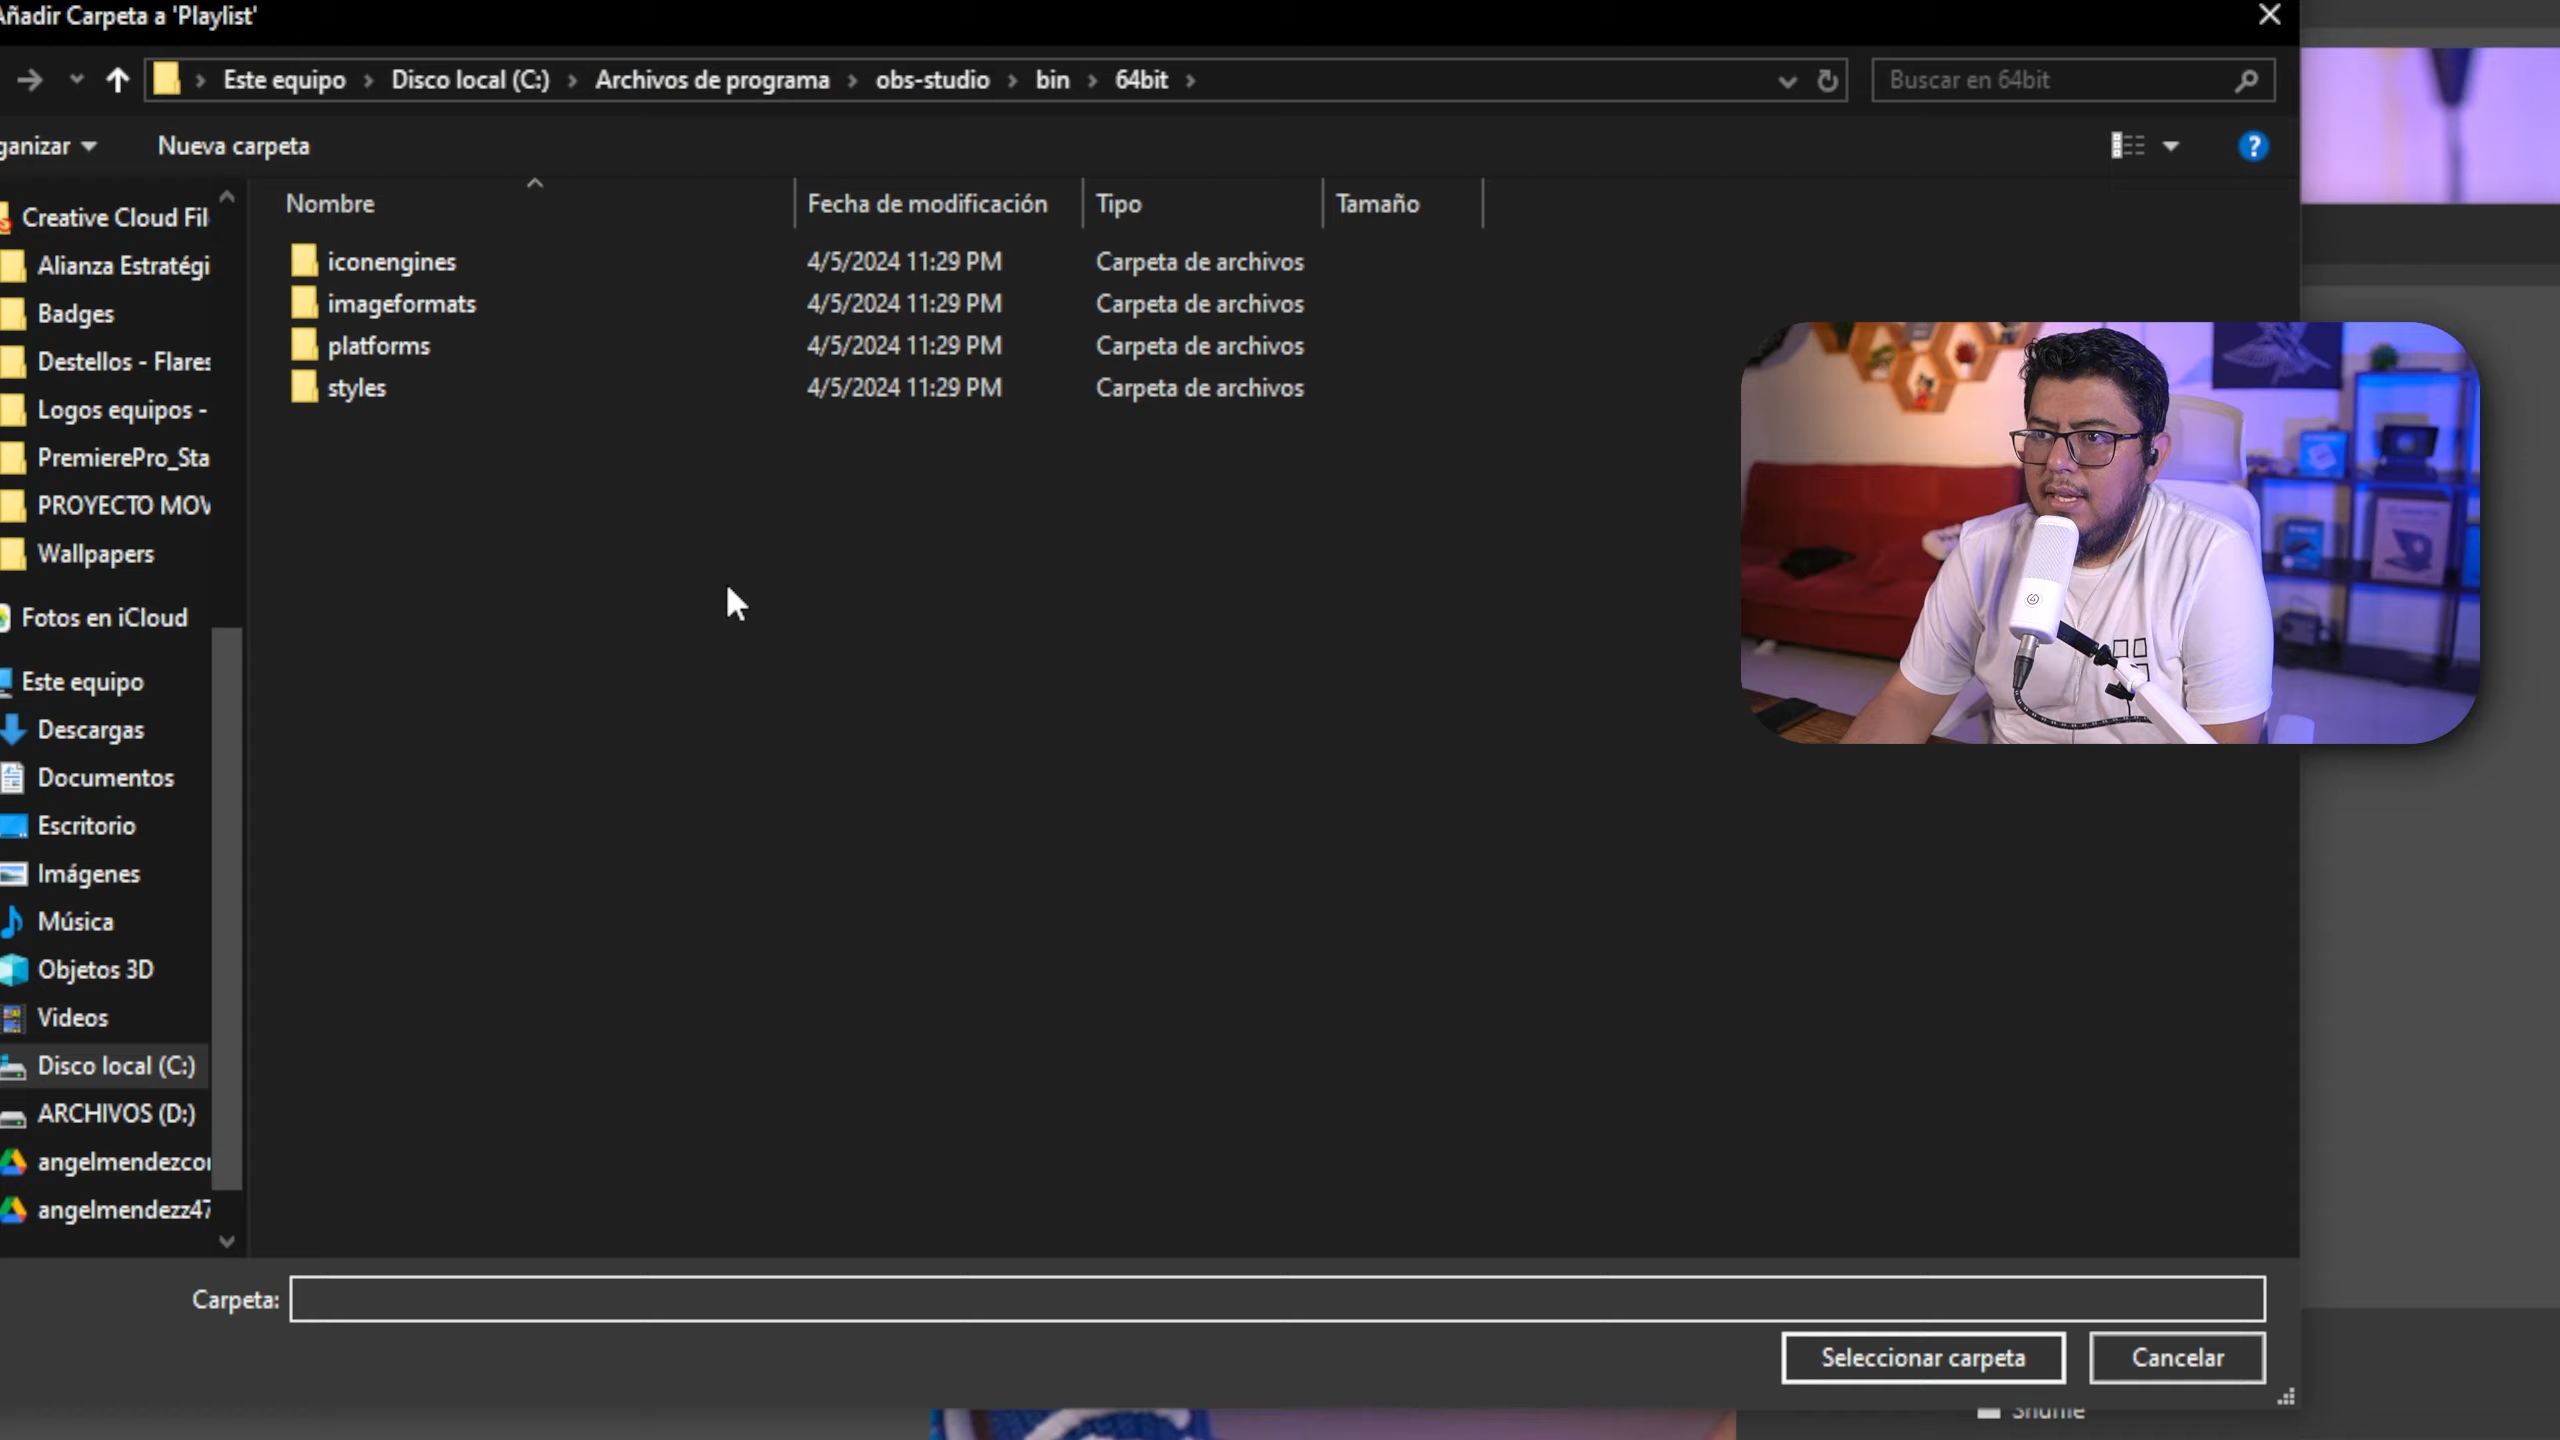 Añadir Carpeta a 'Playlist'
Este equipo > Disco local (C:) > Archivos de programa > obs-studio > bin > 64bit >
Buscar en 64bit
ganizar
Nueva carpeta
?
Nombre
Fecha de modificación
Tipo
Tamaño
iconengines 4/5/2024 11:29 PM Carpeta de archivos
imageformats 4/5/2024 11:29 PM Carpeta de archivos
platforms 4/5/2024 11:29 PM Carpeta de archivos
styles 4/5/2024 11:29 PM Carpeta de archivos
Creative Cloud Fil
Alianza Estratégi
Badges
Destellos - Flares
Logos equipos -
PremierePro_Sta
PROYECTO MOV
Wallpapers
Fotos en iCloud
Este equipo
Descargas
Documentos
Escritorio
Imágenes
Música
Objetos 3D
Videos
Disco local (C:)
ARCHIVOS (D:)
angelmendezcor
angelmendezz47
Carpeta:
Seleccionar carpeta
Cancelar
Shuffle